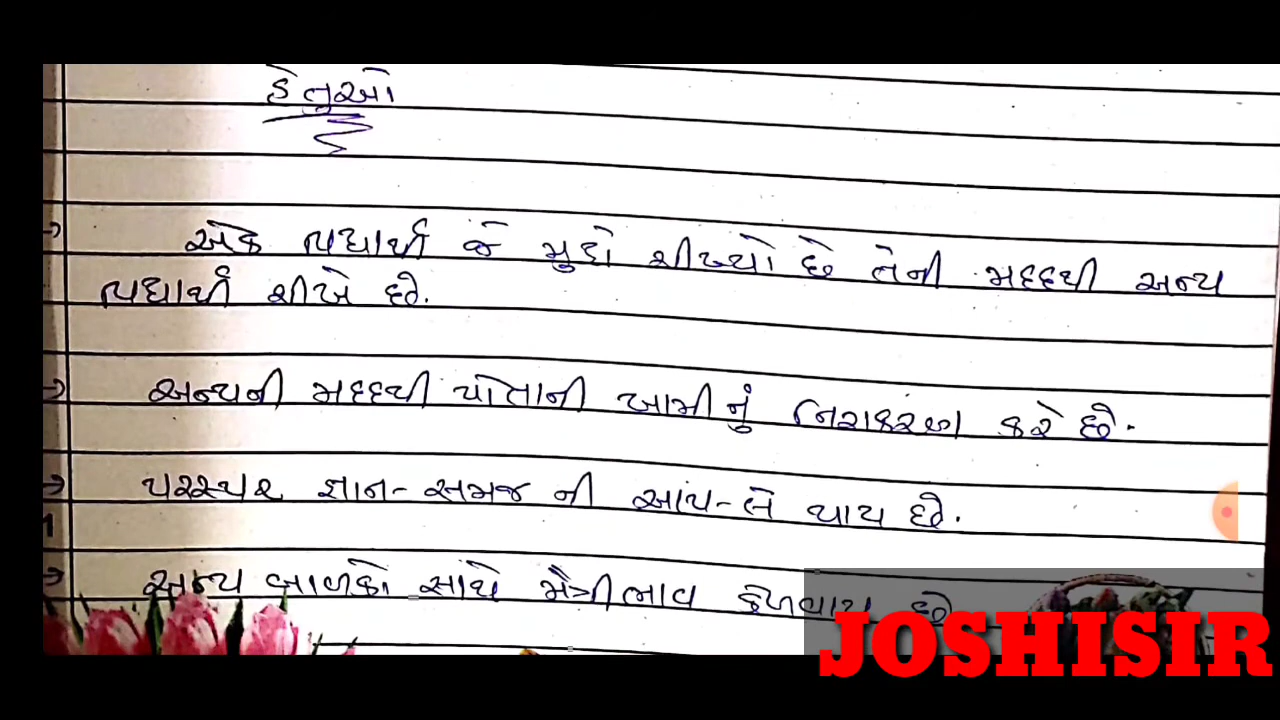 હેતુઓ
→ એક વિદ્યાર્થી જે મુદ્દો શીખ્યો છે તેની મદદથી અન્ય
વિદ્યાર્થી શીખે છે.
→ અન્યની મદદથી પોતાની ખામીનું નિરાકરણ કરે છે.
→ પરસ્પર જ્ઞાન-સમજ ની આપ-લે થાય છે.
→ અન્ય બાળકો સાથે મૈત્રીભાવ કેળવાય છે
JOSHISIR